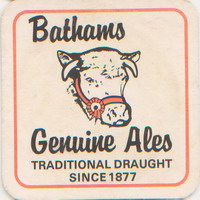 Bathams
Genuine Ales
TRADITIONAL DRAUGHT
SINCE 1877